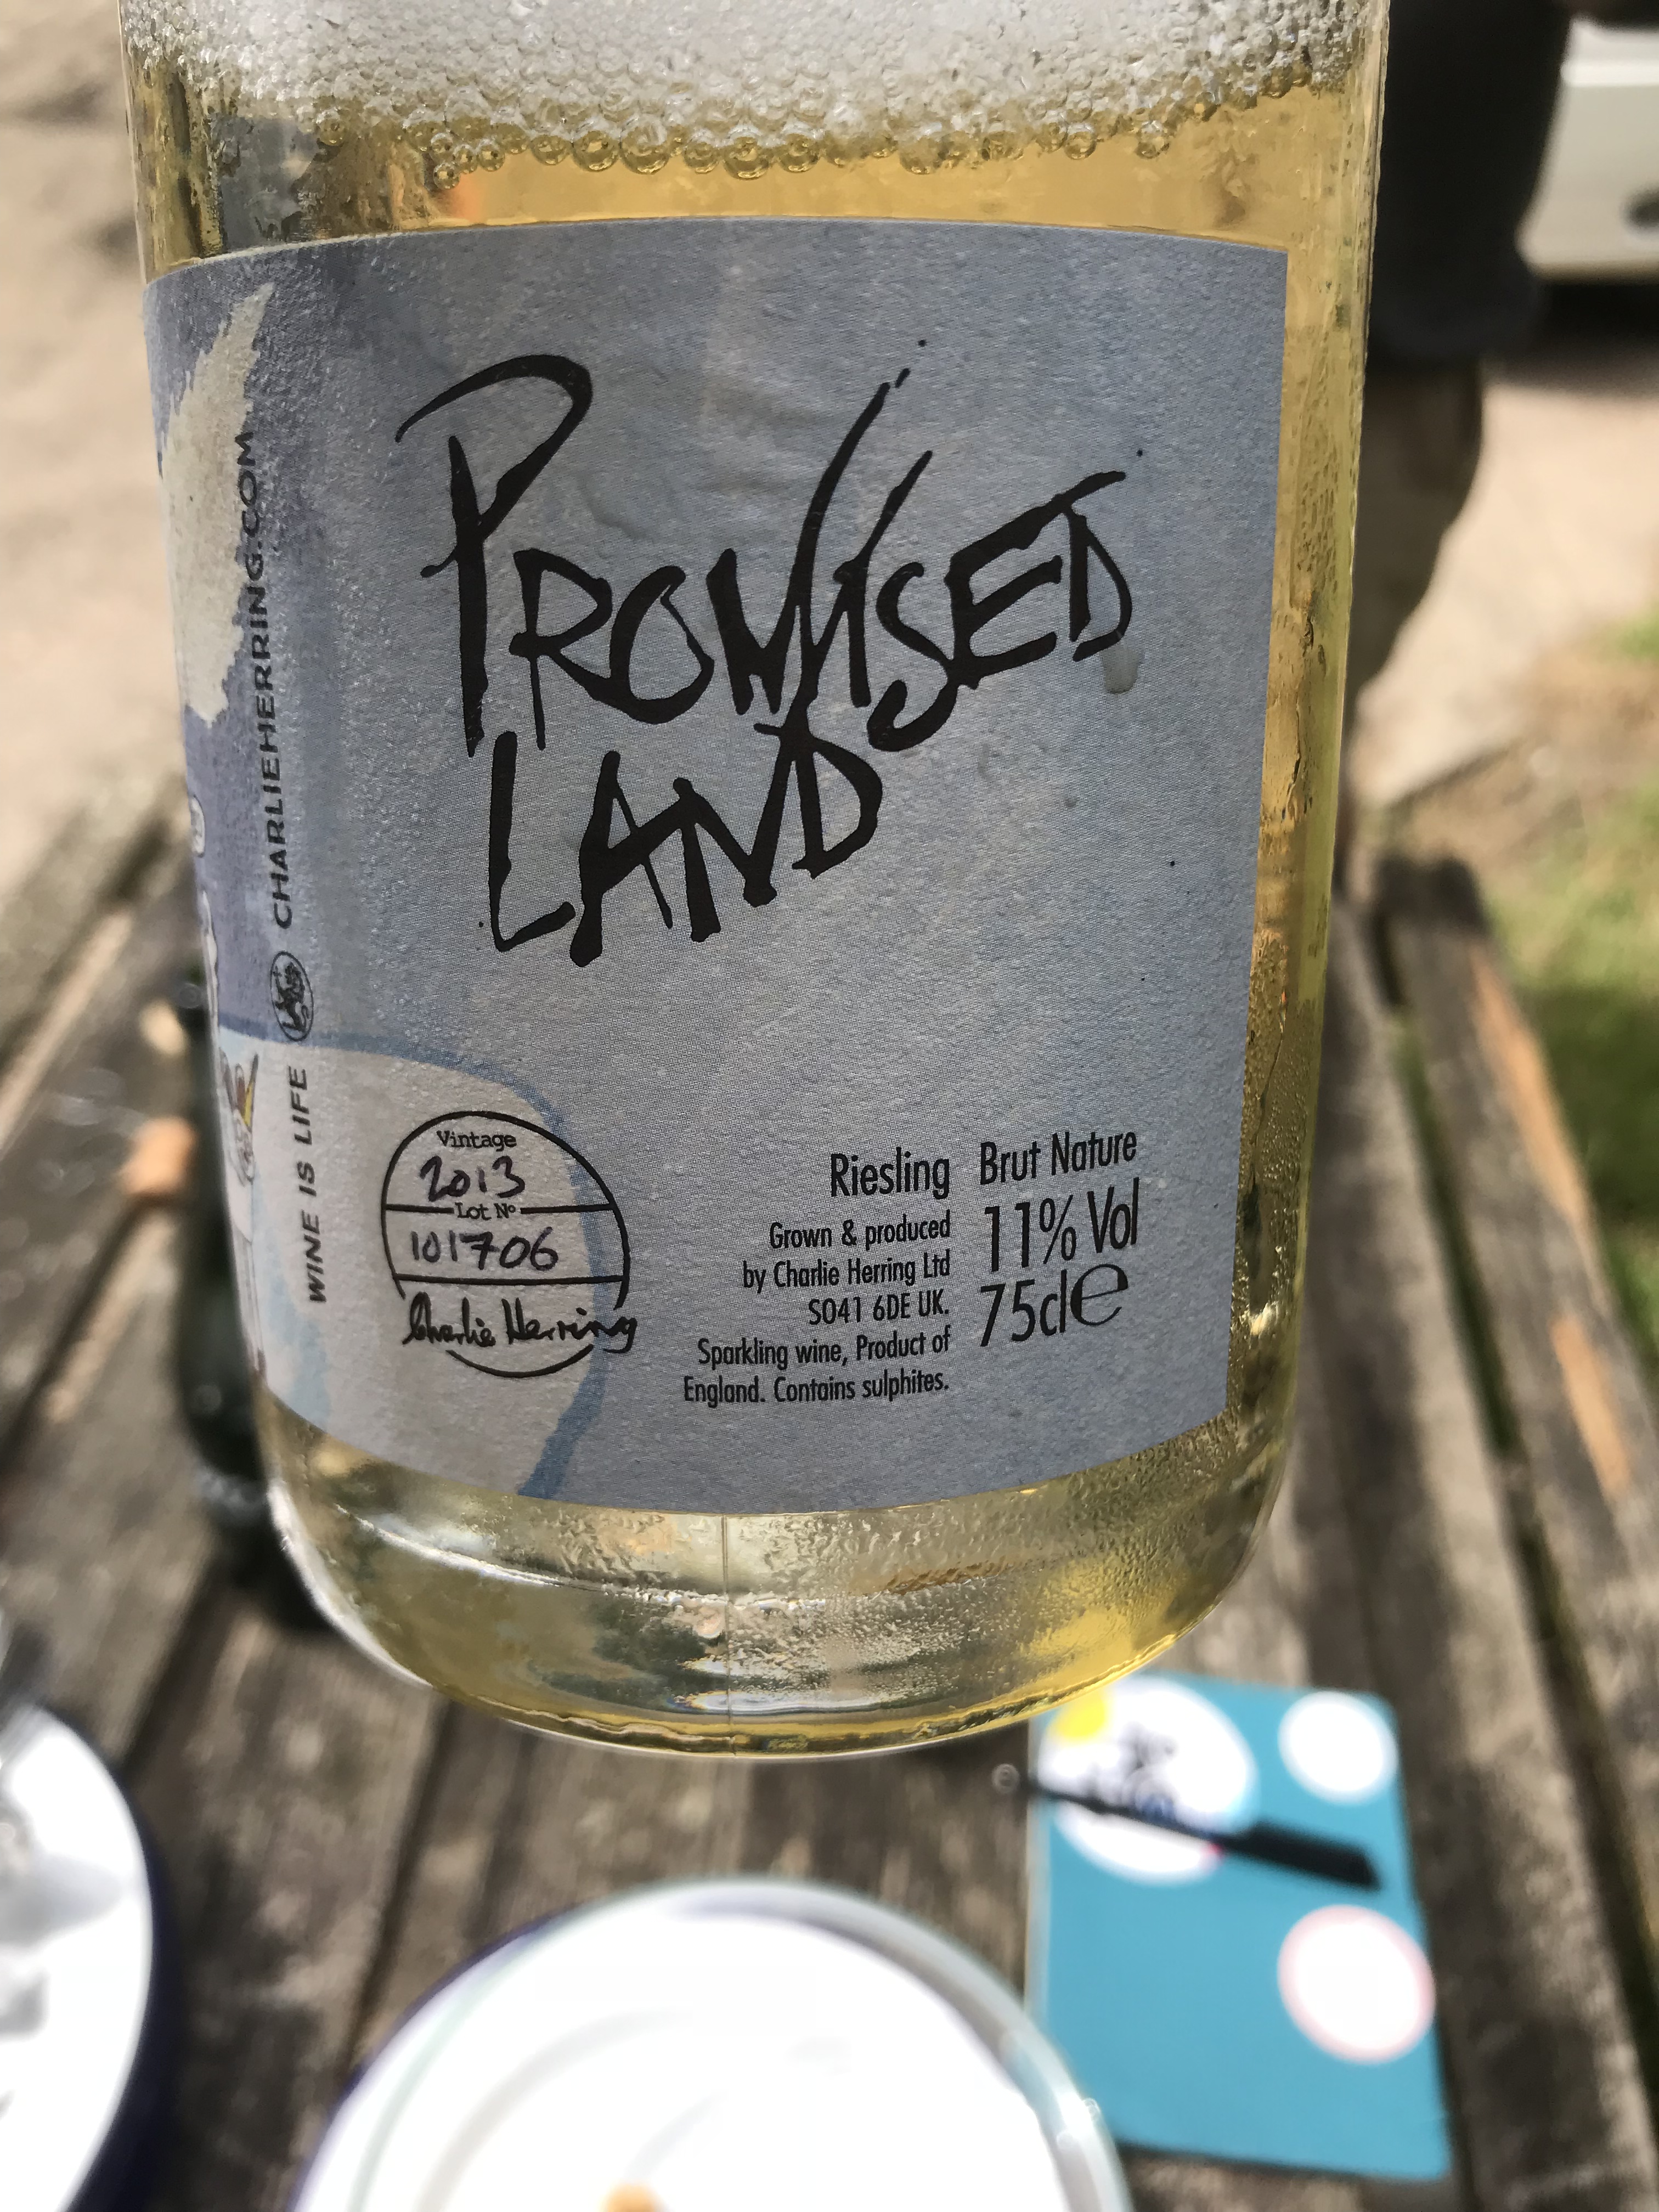 PROMISED
LAND
WINE IS LIFE CHARLIEHERRING.COM
Vintage
2013
Lot Nº
101706
Charlie Herring
Riesling
Grown & produced
by Charlie Herring Ltd
SO41 6DE UK.
Sparkling wine, Product of
England. Contains sulphites.
Brut Nature
11% Vol
75cl e